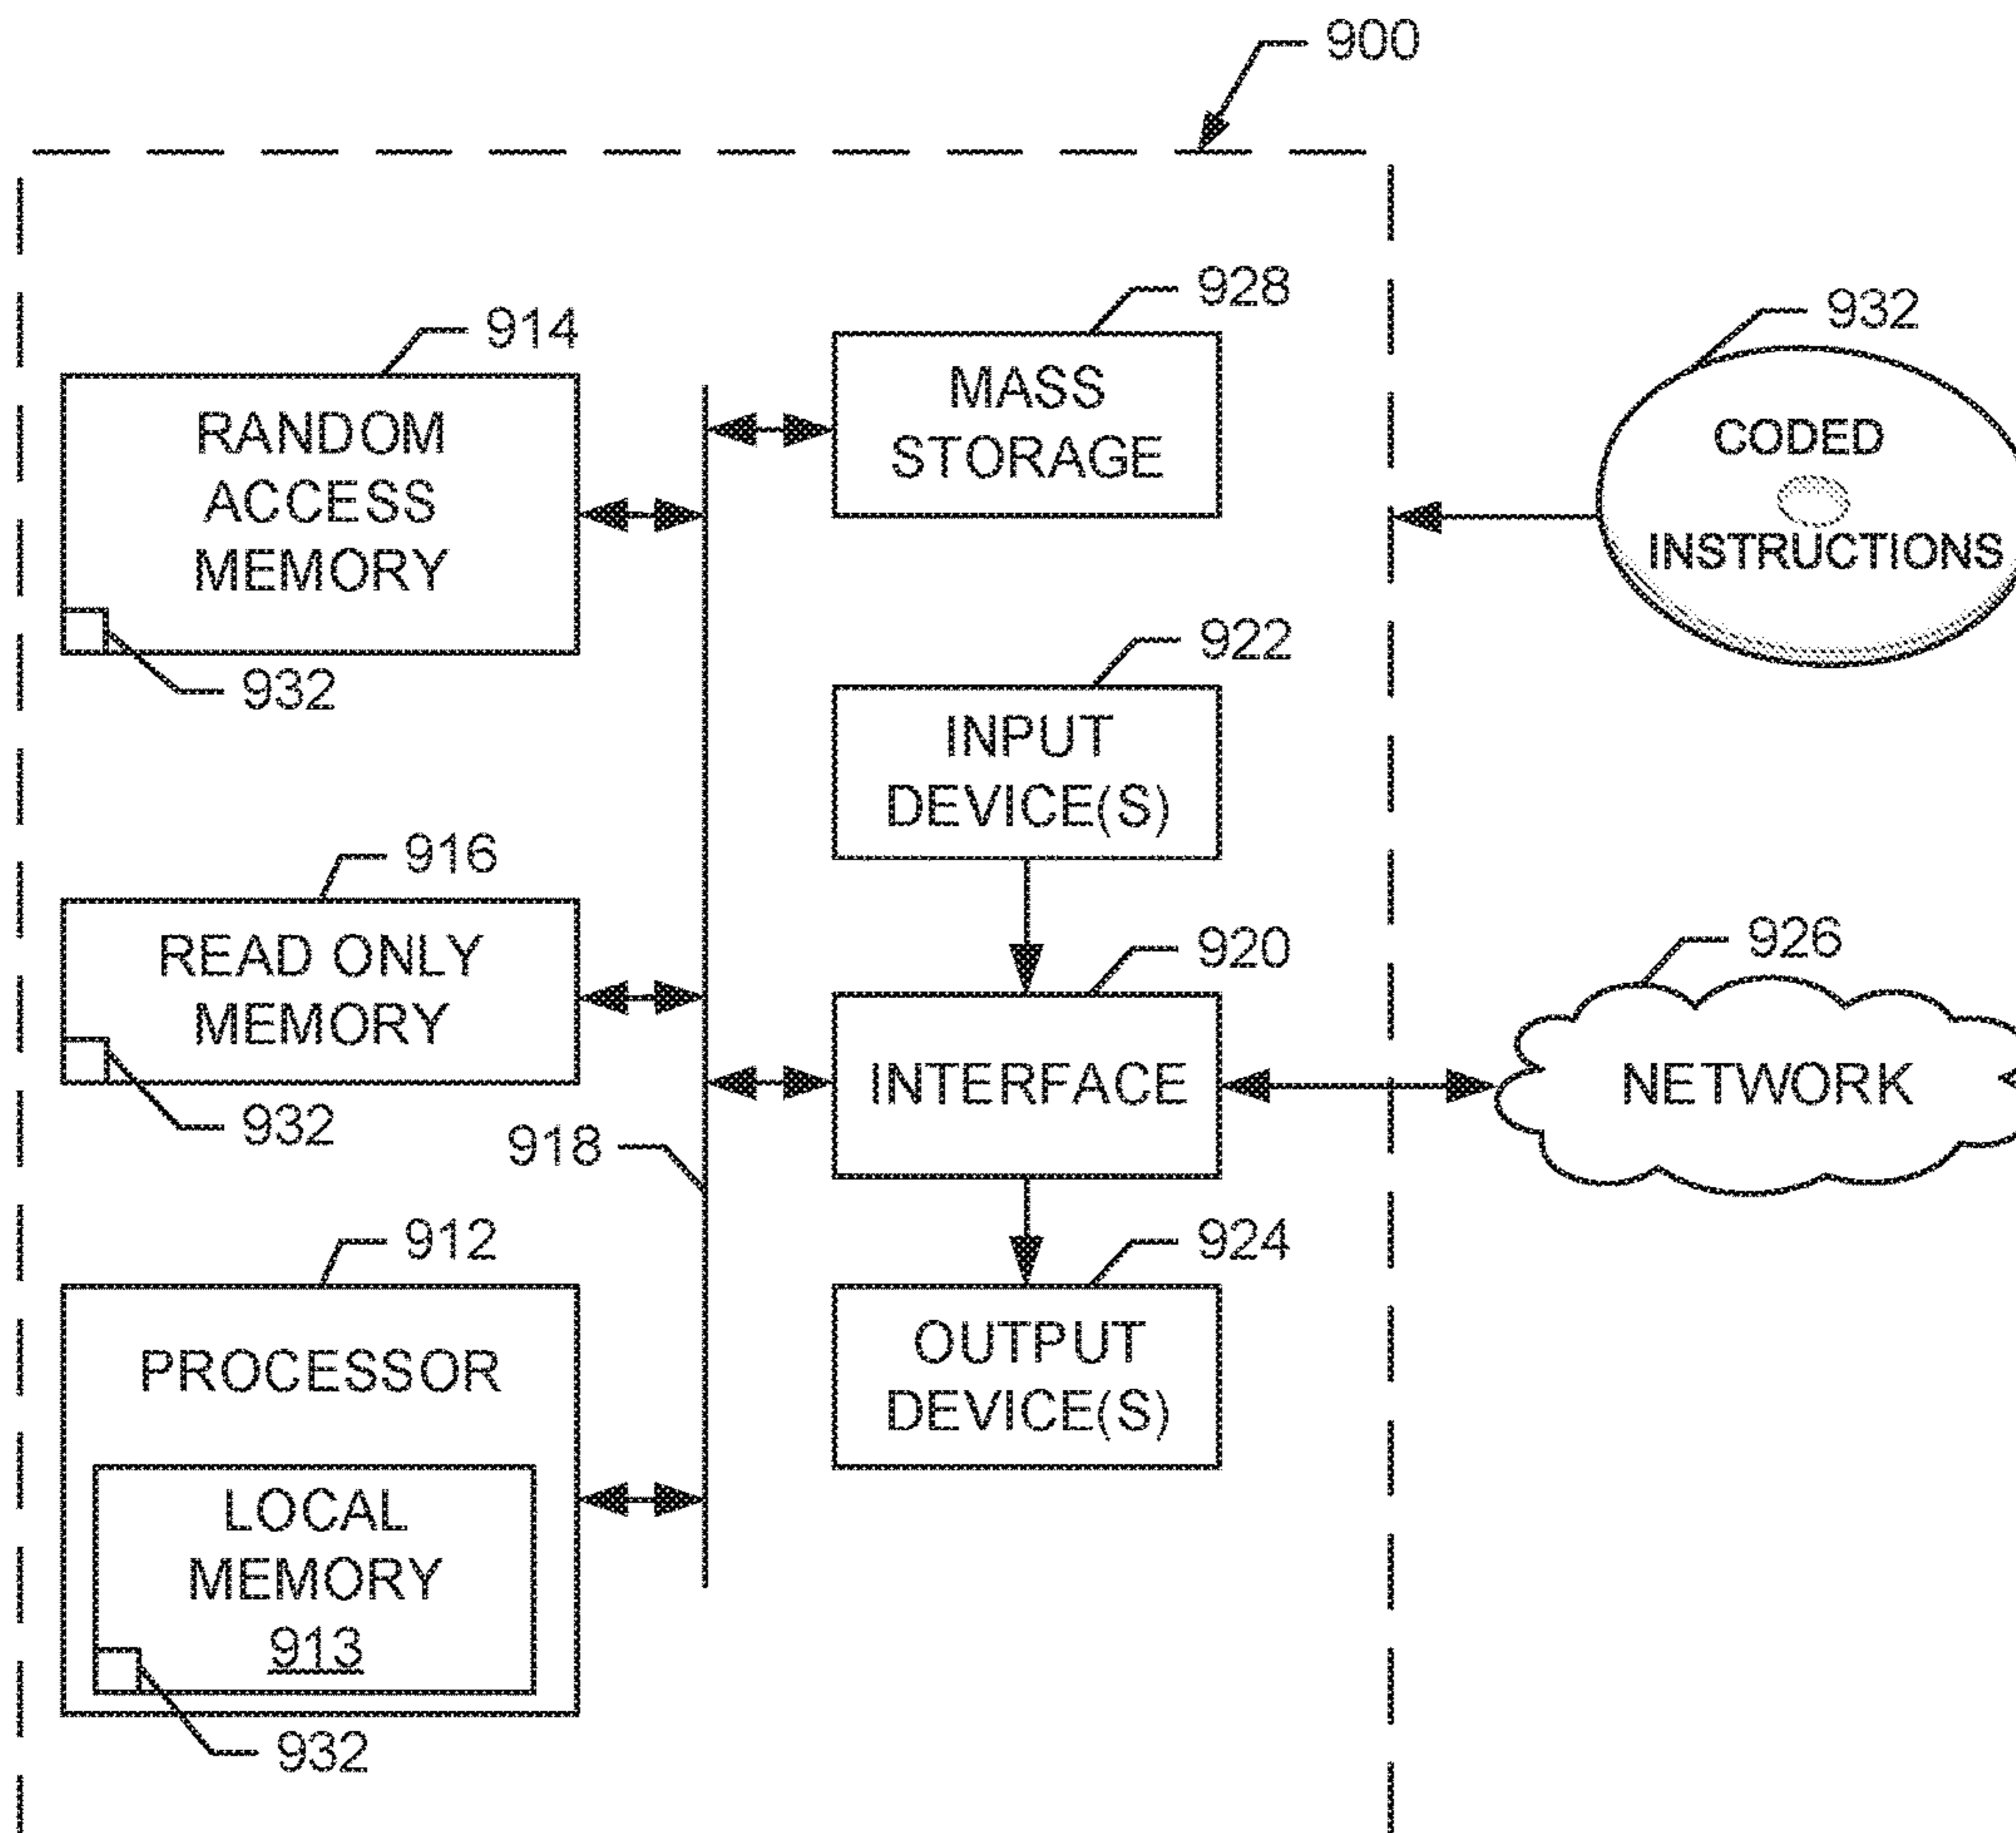 900
928
MASS
STORAGE
914
RANDOM
ACCESS
MEMORY
932
932
CODED
INSTRUCTIONS
922
INPUT
DEVICE(S)
916
READ ONLY
MEMORY
932
920
INTERFACE
926
NETWORK
918
912
PROCESSOR
LOCAL
MEMORY
913
932
924
OUTPUT
DEVICE(S)